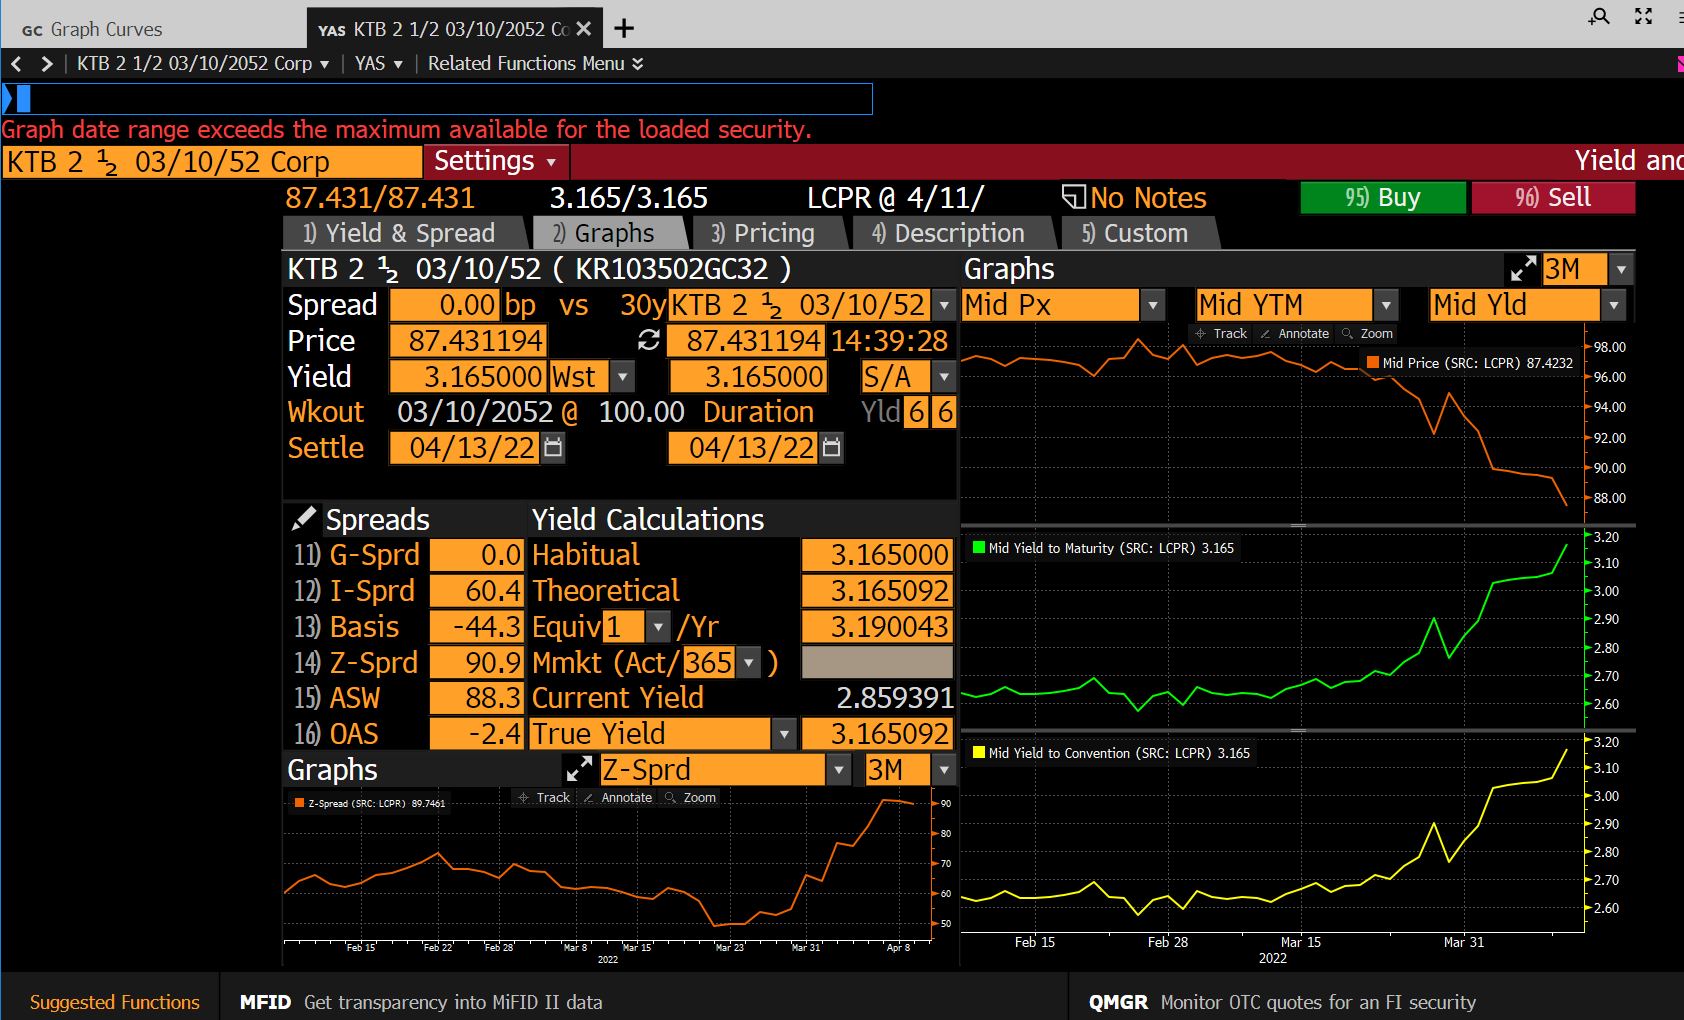 GC Graph Curves
YAS KTB 2 1/2 03/10/2052 Co
KTB 2 1/2 03/10/2052 Corp YAS Related Functions Menu
Graph date range exceeds the maximum available for the loaded security.
KTB 2 ½ 03/10/52 Corp Settings Yield and
87.431/87.431 3.165/3.165 LCPR @ 4/11/ No Notes 95) Buy 96) Sell
1) Yield & Spread 2) Graphs 3) Pricing 4) Description 5) Custom
KTB 2 ½ 03/10/52 ( KR103502GC32 )
Spread 0.00 bp vs 30y KTB 2 ½ 03/10/52
Price 87.431194 87.431194 14:39:28
Yield 3.165000 Wst 3.165000 S/A
Wkout 03/10/2052 @ 100.00 Duration Yld 6 6
Settle 04/13/22 04/13/22
Spreads Yield Calculations
11) G-Sprd 0.0 Habitual 3.165000
12) I-Sprd 60.4 Theoretical 3.165092
13) Basis -44.3 Equiv 1 /Yr 3.190043
14) Z-Sprd 90.9 Mmkt (Act/ 365 )
15) ASW 88.3 Current Yield 2.859391
16) OAS -2.4 True Yield 3.165092
Graphs Z-Sprd 3M
Track Annotate Zoom
Z-Spread (SRC: LCPR) 89.7461
90
80
70
60
50
Feb 15 Feb 22 Feb 28 Mar 8 Mar 15 Mar 23 Mar 31 Apr 8
2022
Graphs 3M
Mid Px Mid YTM Mid Yld
Track Annotate Zoom
Mid Price (SRC: LCPR) 87.4232
98.00
96.00
94.00
92.00
90.00
88.00
Mid Yield to Maturity (SRC: LCPR) 3.165
3.20
3.10
3.00
2.90
2.80
2.70
2.60
Mid Yield to Convention (SRC: LCPR) 3.165
3.20
3.10
3.00
2.90
2.80
2.70
2.60
Feb 15 Feb 28 Mar 15 Mar 31
2022
Suggested Functions MFID Get transparency into MiFID II data QMGR Monitor OTC quotes for an FI security